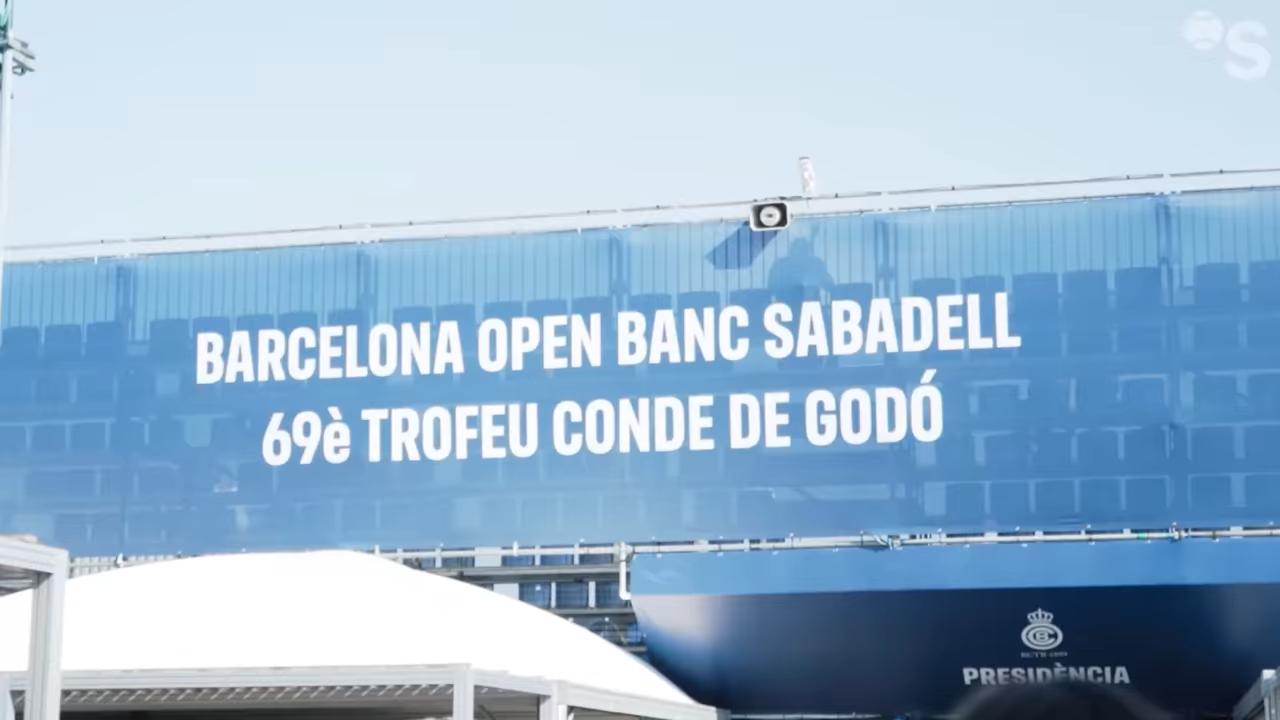 S
BARCELONA OPEN BANC SABADELL
69è TROFEU CONDE DE GODÓ
PRESIDÈNCIA